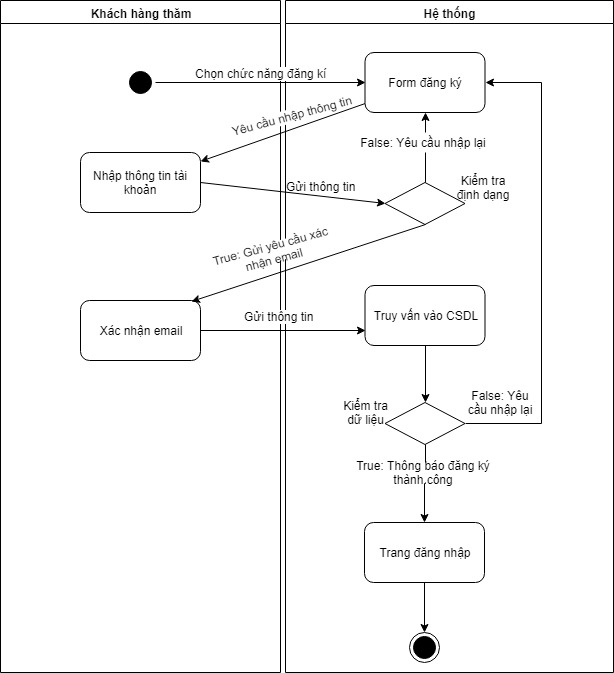 Khách hàng thăm
Hệ thống
Chọn chức năng đăng kí
Form đăng ký
Yêu cầu nhập thông tin
False: Yêu cầu nhập lại
Nhập thông tin tài
khoản
Gửi thông tin
Kiểm tra
định dạng
True: Gửi yêu cầu xác
nhận email
Xác nhận email
Gửi thông tin
Truy vấn vào CSDL
Kiểm tra
dữ liệu
False: Yêu
cầu nhập lại
True: Thông báo đăng ký
thành công
Trang đăng nhập